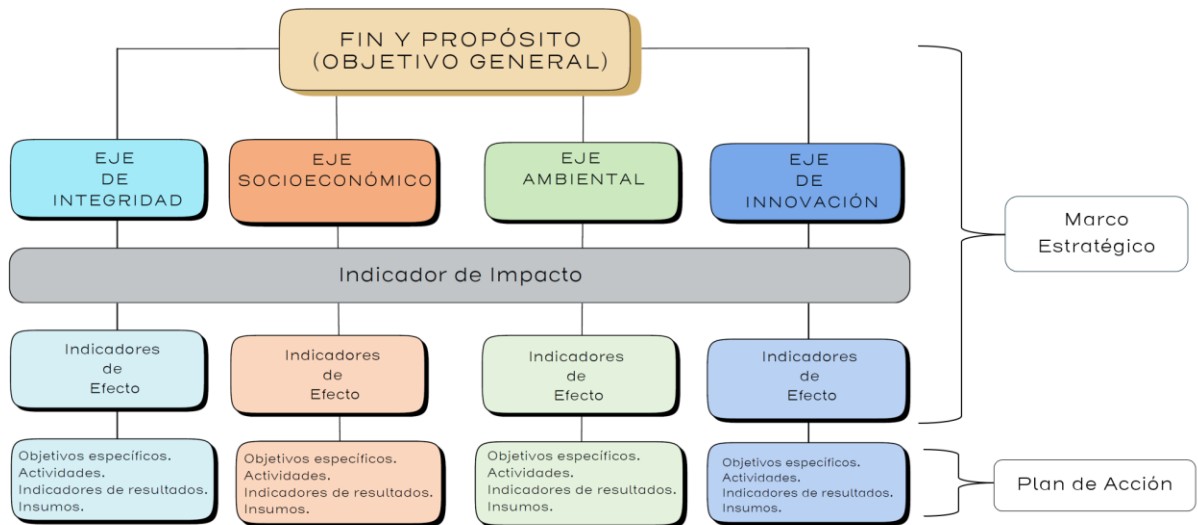 FIN Y PROPÓSITO
(OBJETIVO GENERAL)
EJE
DE
INTEGRIDAD
EJE
SOCIOECONÓMICO
EJE
AMBIENTAL
EJE
DE
INNOVACIÓN
Marco
Estratégico
Indicador de Impacto
Indicadores
de
Efecto
Indicadores
de
Efecto
Indicadores
de
Efecto
Indicadores
de
Efecto
Objetivos específicos.
Actividades.
Indicadores de resultados.
Insumos.
Objetivos específicos.
Actividades.
Indicadores de resultados.
Insumos.
Objetivos específicos.
Actividades.
Indicadores de resultados.
Insumos.
Objetivos específicos.
Actividades.
Indicadores de resultados.
Insumos.
Plan de Acción